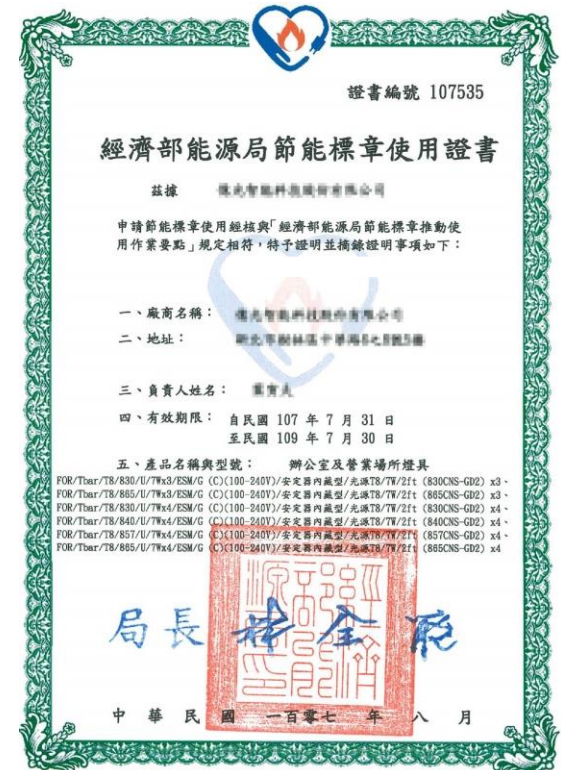 證書編號 107535
經濟部能源局節能標章使用證書
茲據
申請節能標章使用經核與「經濟部能源局節能標章推動使
用作業要點」規定相符，特予證明並摘錄證明事項如下：
一、廠商名稱：
二、地址：
三、負責人姓名：
四、有效期限： 自民國 107 年 7 月 31 日
至民國 109 年 7 月 30 日
五、產品名稱與型號： 辦公室及營業場所燈具
FOR/Tbar/T8/830/U/7Wx3/ESM/G (C)(100-240V)/安定器內藏型/光源T8/7W/2ft (830CNS-GD2) x3、
FOR/Tbar/T8/865/U/7Wx3/ESM/G (C)(100-240V)/安定器內藏型/光源T8/7W/2ft (865CNS-GD2) x3、
FOR/Tbar/T8/830/U/7Wx4/ESM/G (C)(100-240V)/安定器內藏型/光源T8/7W/2ft (830CNS-GD2) x4、
FOR/Tbar/T8/840/U/7Wx4/ESM/G (C)(100-240V)/安定器內藏型/光源T8/7W/2ft (840CNS-GD2) x4、
FOR/Tbar/T8/857/U/7Wx4/ESM/G (C)(100-240V)/安定器內藏型/光源T8/7W/2ft (857CNS-GD2) x4、
FOR/Tbar/T8/865/U/7Wx4/ESM/G (C)(100-240V)/安定器內藏型/光源T8/7W/2ft (865CNS-GD2) x4
經濟部能源局印
局長 林全能
中華民國一百零七年八月